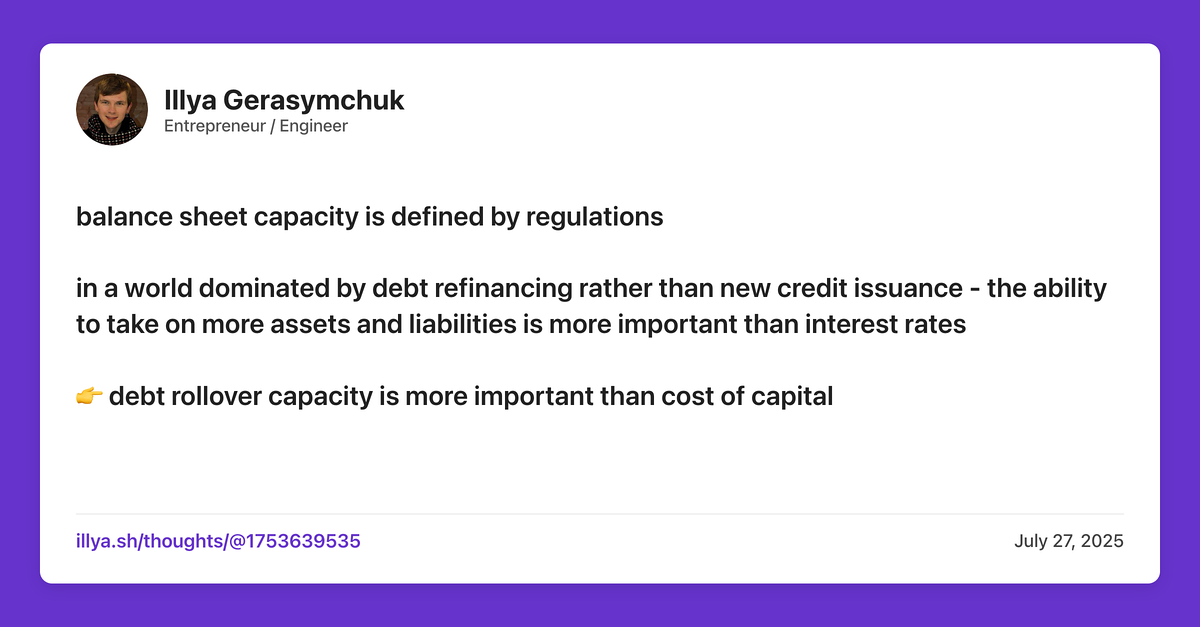 Illya Gerasymchuk
Entrepreneur / Engineer
balance sheet capacity is defined by regulations
in a world dominated by debt refinancing rather than new credit issuance - the ability
to take on more assets and liabilities is more important than interest rates
👉 debt rollover capacity is more important than cost of capital
illya.sh/thoughts/@1753639535
July 27, 2025